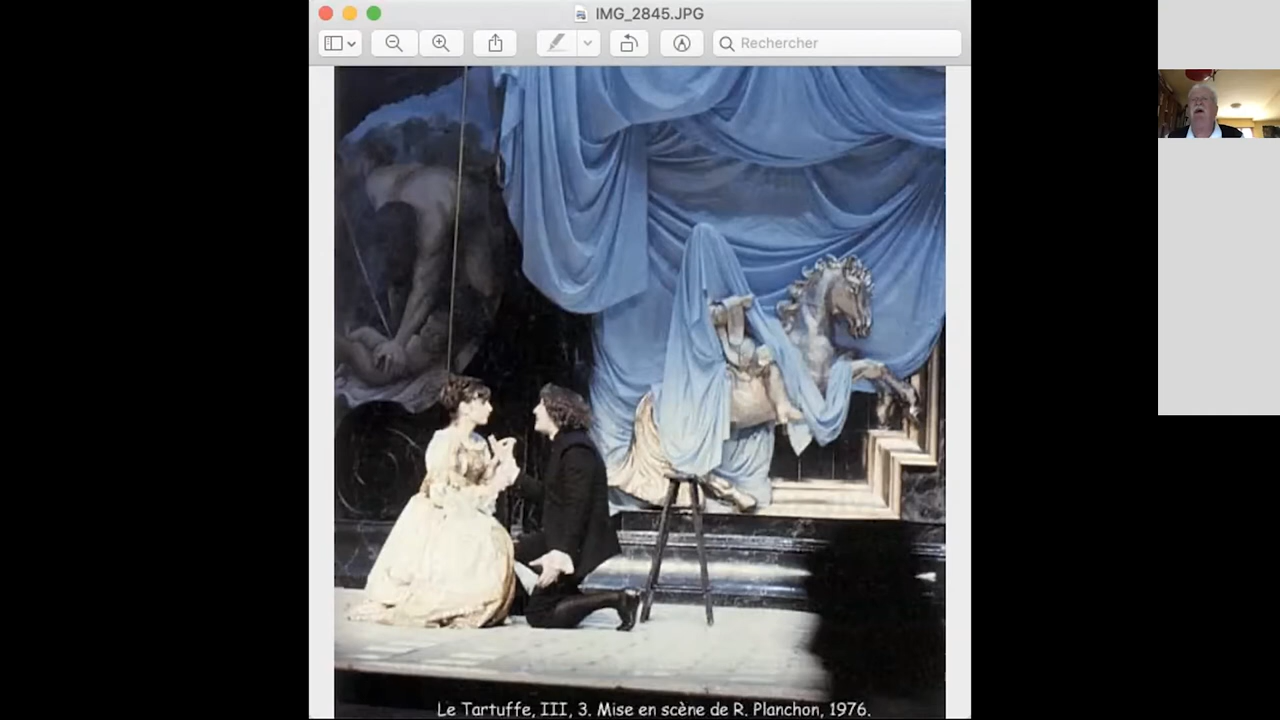 IMG_2845.JPG
Rechercher
Le Tartuffe, III, 3. Mise en scène de R. Planchon, 1976.